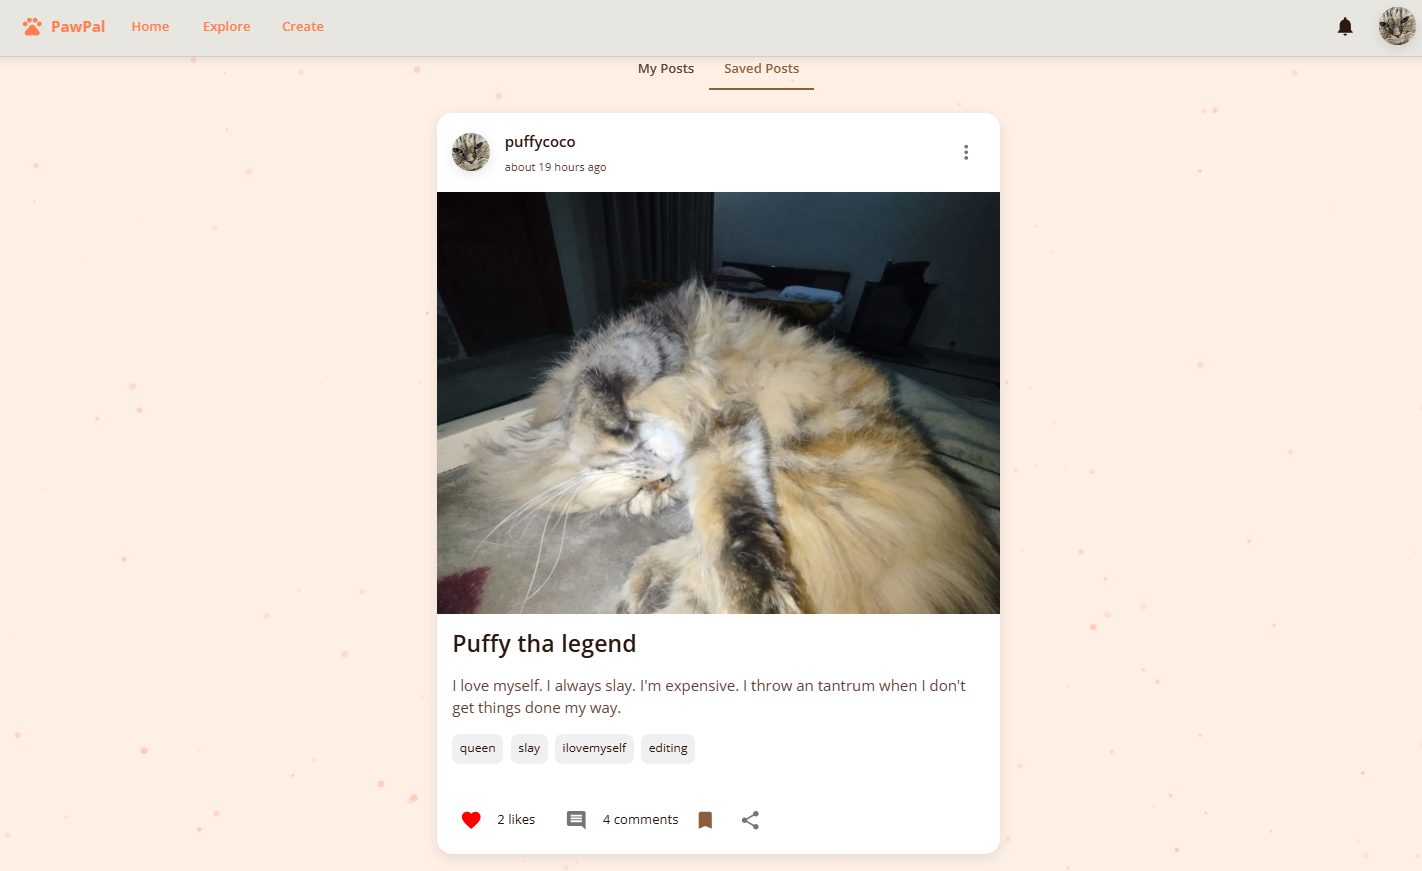 PawPal Home Explore Create
My Posts Saved Posts
puffycoco
about 19 hours ago
Puffy tha legend
I love myself. I always slay. I'm expensive. I throw an tantrum when I don't
get things done my way.
queen slay ilovemyself editing
2 likes 4 comments